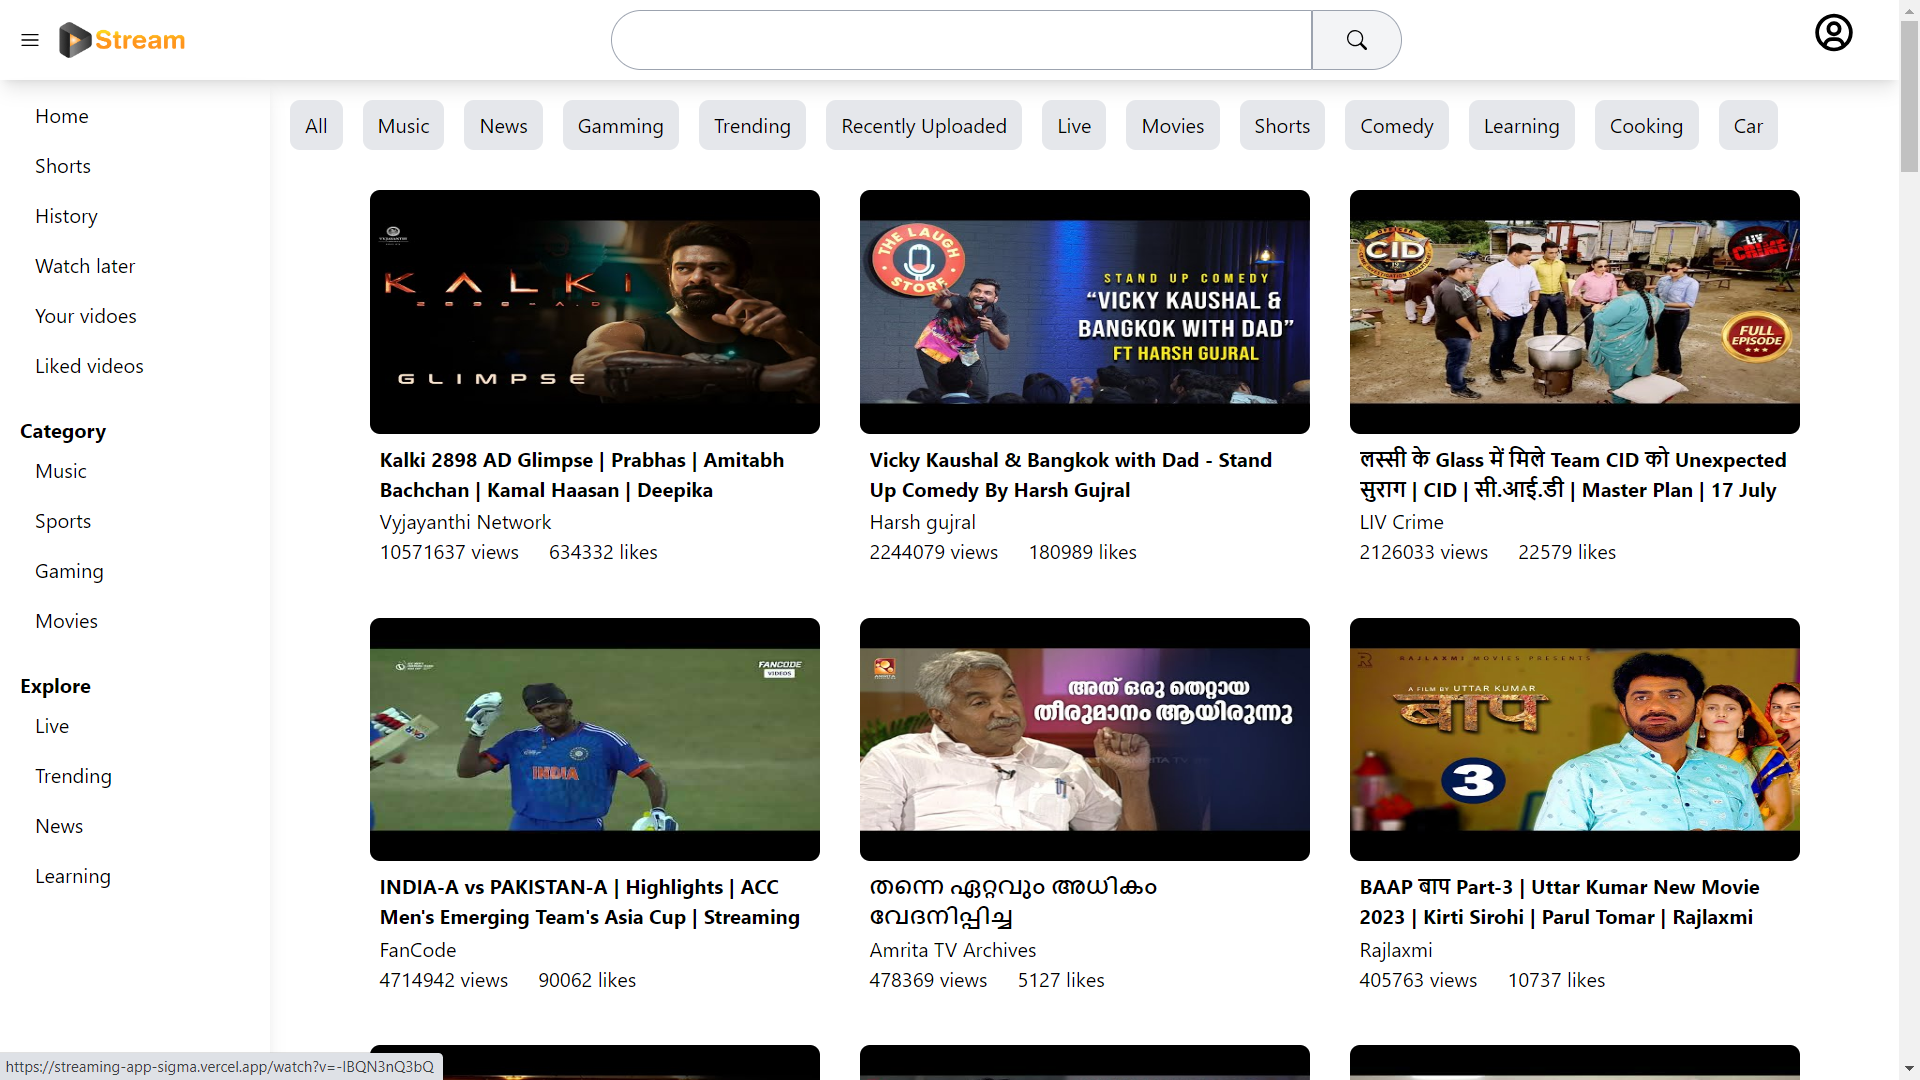 Stream
Home
Shorts
History
Watch later
Your vidoes
Liked videos
Category
Music
Sports
Gaming
Movies
Explore
Live
Trending
News
Learning
All
Music
News
Gamming
Trending
Recently Uploaded
Live
Movies
Shorts
Comedy
Learning
Cooking
Car
KALKI
2898-A.D
GLIMPSE
Kalki 2898 AD Glimpse | Prabhas | Amitabh
Bachchan | Kamal Haasan | Deepika
Vyjayanthi Network
10571637 views 634332 likes
THE LAUGH
STORE
STAND UP COMEDY
“VICKY KAUSHAL &
BANGKOK WITH DAD”
FT HARSH GUJRAL
Vicky Kaushal & Bangkok with Dad - Stand
Up Comedy By Harsh Gujral
Harsh gujral
2244079 views 180989 likes
CID
LIV
CRIME
FULL
EPISODE
लस्सी के Glass में मिले Team CID को Unexpected
सुराग | CID | सी.आई.डी | Master Plan | 17 July
LIV Crime
2126033 views 22579 likes
FANCODE
VIDEOS
INDIA
INDIA-A vs PAKISTAN-A | Highlights | ACC
Men's Emerging Team's Asia Cup | Streaming
FanCode
4714942 views 90062 likes
AMRITA
അത് ഒരു തെറ്റായ
തീരുമാനം ആയിരുന്നു
തന്നെ ഏറ്റവും അധികം
വേദനിപ്പിച്ച
Amrita TV Archives
478369 views 5127 likes
RAJLAXMI MOVIES PRESENTS
A FILM BY UTTAR KUMAR
बाप
3
BAAP बाप Part-3 | Uttar Kumar New Movie
2023 | Kirti Sirohi | Parul Tomar | Rajlaxmi
Rajlaxmi
405763 views 10737 likes
https://streaming-app-sigma.vercel.app/watch?v=-IBQN3nQ3bQ